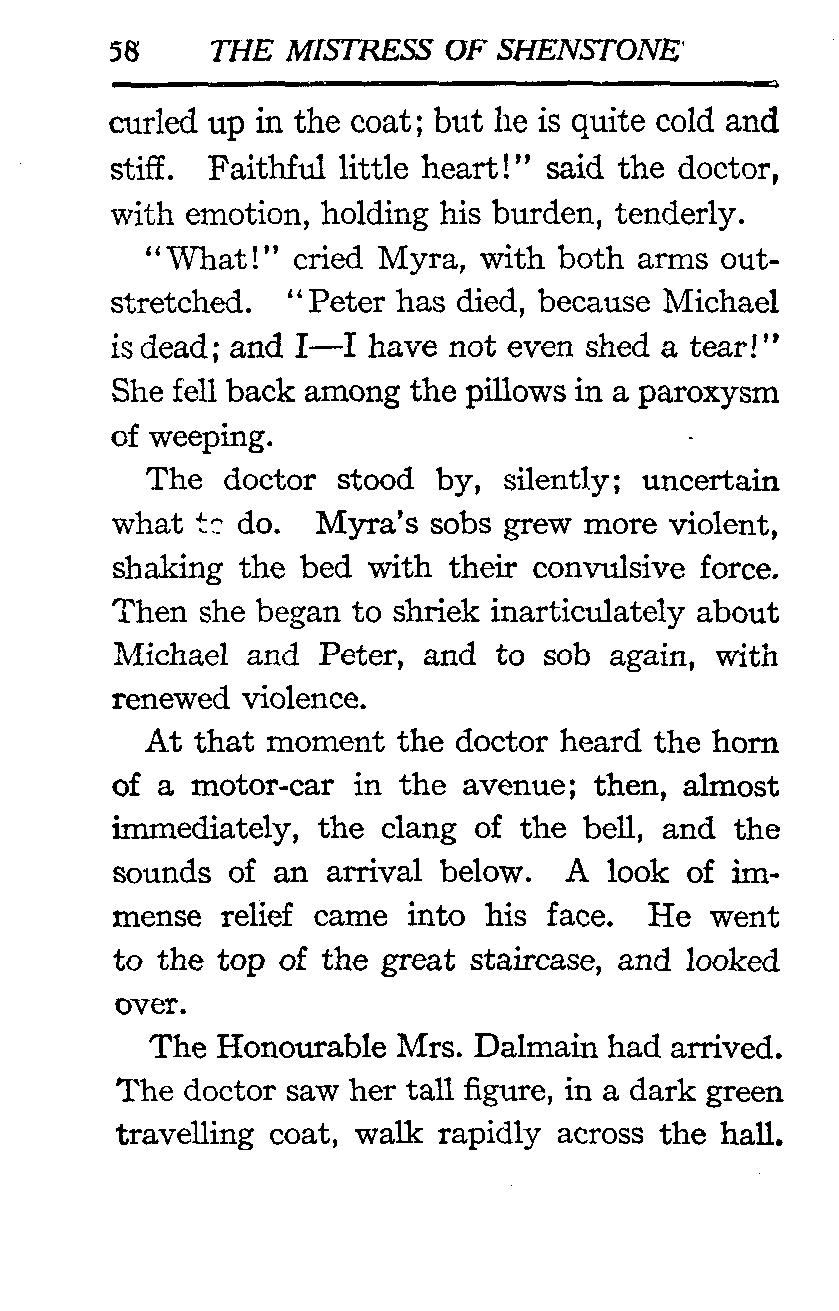 58 THE MISTRESS OF SHENSTONE
curled up in the coat; but he is quite cold and
stiff. Faithful little heart!" said the doctor,
with emotion, holding his burden, tenderly.
"What!" cried Myra, with both arms out-
stretched. "Peter has died, because Michael
is dead; and I—I have not even shed a tear!"
She fell back among the pillows in a paroxysm
of weeping.
The doctor stood by, silently; uncertain
what to do. Myra's sobs grew more violent,
shaking the bed with their convulsive force.
Then she began to shriek inarticulately about
Michael and Peter, and to sob again, with
renewed violence.
At that moment the doctor heard the horn
of a motor-car in the avenue; then, almost
immediately, the clang of the bell, and the
sounds of an arrival below. A look of im-
mense relief came into his face. He went
to the top of the great staircase, and looked
over.
The Honourable Mrs. Dalmain had arrived.
The doctor saw her tall figure, in a dark green
travelling coat, walk rapidly across the hall.